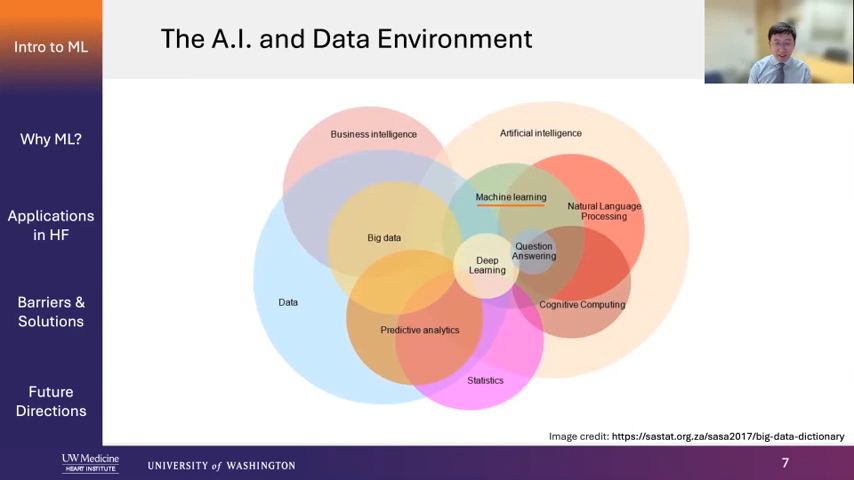 The A.I. and Data Environment
Intro to ML
Why ML?
Applications
in HF
Barriers &
Solutions
Future
Directions
Business intelligence
Artificial intelligence
Machine learning
Natural Language
Processing
Big data
Question
Answering
Deep
Learning
Data
Cognitive Computing
Predictive analytics
Statistics
Image credit: https://sastat.org.za/sasa2017/big-data-dictionary
UW Medicine
HEART INSTITUTE
UNIVERSITY of WASHINGTON
7